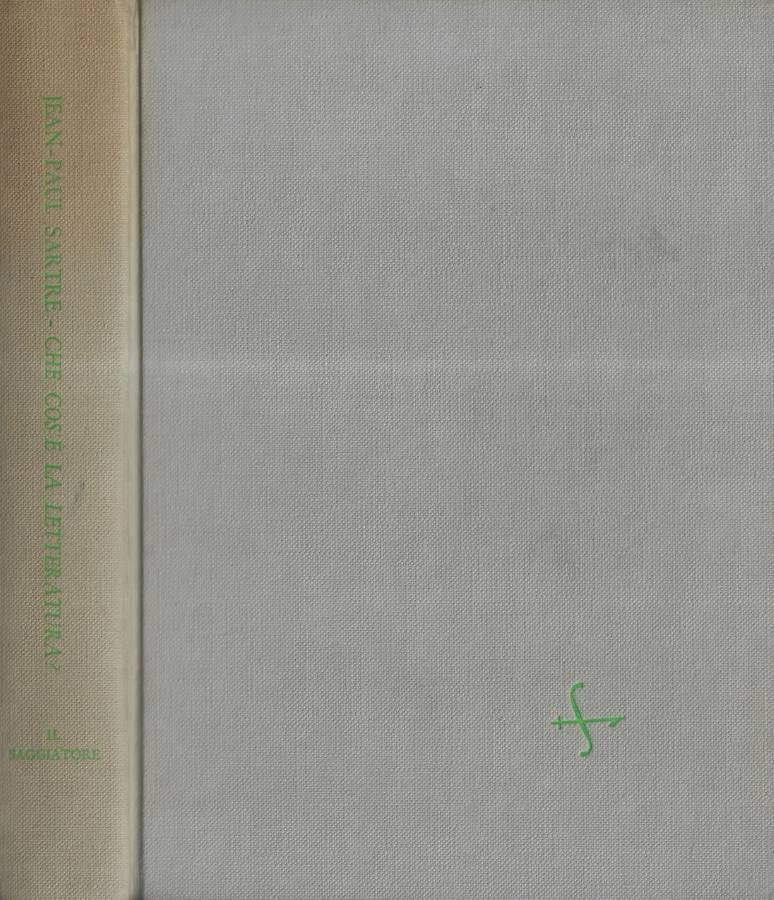 JEAN-PAUL SARTRE - CHE COS'È LA LETTERATURA?
IL
SAGGIATORE